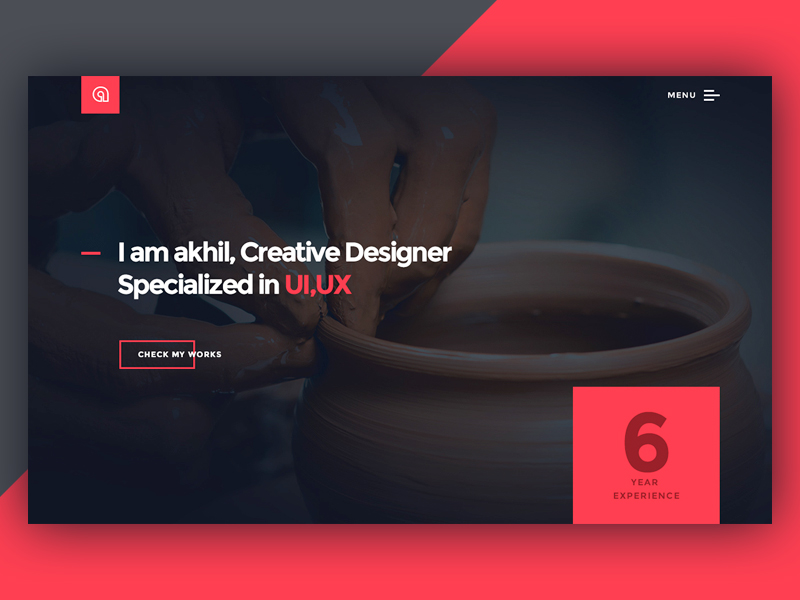 MENU
I am akhil, Creative Designer
Specialized in UI,UX
CHECK MY WORKS
6
YEAR
EXPERIENCE